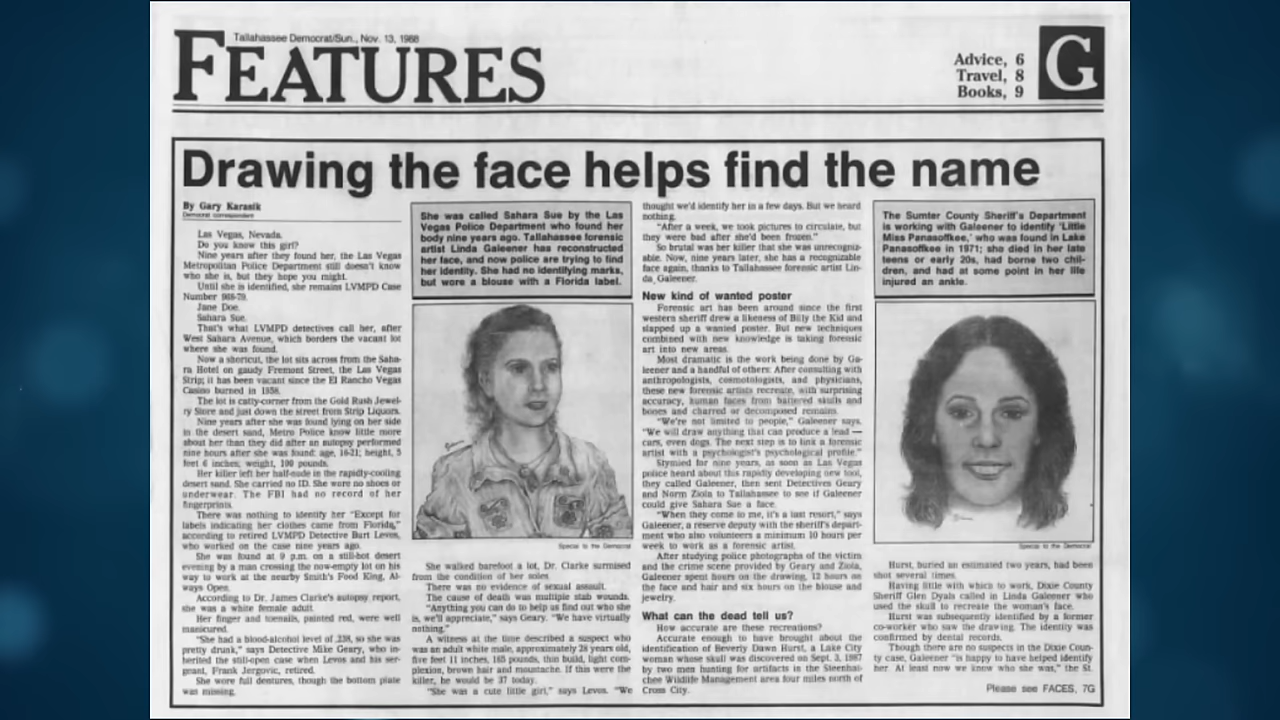 Tallahassee Democrat/Sun., Nov. 13, 1988
FEATURES
Advice, 6
Travel, 8
Books, 9
G
Drawing the face helps find the name
By Gary Karasik
Democrat correspondent
Las Vegas, Nevada.
Do you know this girl?
Nine years after they found her, the Las Vegas
Metropolitan Police Department still doesn't know
who she is, but they hope you might.
Until she is identified, she remains LVMPD Case
Number 968-79.
Jane Doe.
Sahara Sue.
That's what LVMPD detectives call her, after
West Sahara Avenue, which borders the vacant lot
where she was found.
Now a shortcut, the lot sits across from the Saha-
ra Hotel on gaudy Fremont Street, the Las Vegas
Strip; it has been vacant since the El Rancho Vegas
Casino burned in 1958.
The lot is catty-corner from the Gold Rush Jewel-
ry Store and just down the street from Strip Liquors.
Nine years after she was found lying on her side
in the desert sand, Metro Police know little more
about her than they did after an autopsy performed
nine hours after she was found: age, 16-21; height, 5
feet 6 inches; weight, 100 pounds.
Her killer left her half-nude in the rapidly-cooling
desert sand. She carried no ID. She wore no shoes or
underwear. The FBI had no record of her
fingerprints.
There was nothing to identify her "Except for
labels indicating her clothes came from Florida,"
according to retired LVMPD Detective Burt Levos,
who worked on the case nine years ago.
She was found at 9 p.m. on a still-hot desert
evening by a man crossing the now-empty lot on his
way to work at the nearby Smith's Food King, Al-
ways Open.
According to Dr. James Clarke's autopsy report,
she was a white female adult.
Her finger and toenails, painted red, were well
manicured.
"She had a blood-alcohol level of .238, so she was
pretty drunk," says Detective Mike Geary, who in-
herited the still-open case when Levos and his ser-
geant, Frank Jergovic, retired.
She wore full dentures, though the bottom plate
was missing.
She was called Sahara Sue by the Las
Vegas Police Department who found her
body nine years ago. Tallahassee forensic
artist Linda Galeener has reconstructed
her face, and now police are trying to find
her identity. She had no identifying marks,
but wore a blouse with a Florida label.
Special to the Democrat
She walked barefoot a lot, Dr. Clarke surmised
from the condition of her soles.
There was no evidence of sexual assault.
The cause of death was multiple stab wounds.
"Anything you can do to help us find out who she
is, we'll appreciate," says Geary. "We have virtually
nothing."
A witness at the time described a suspect who
was an adult white male, approximately 28 years old,
five feet 11 inches, 165 pounds, thin build, light com-
plexion, brown hair and moustache. If this were the
killer, he would be 37 today.
"She was a cute little girl," says Levos. "We
thought we'd identify her in a few days. But we heard
nothing.
"After a week, we took pictures to circulate, but
they were bad after she'd been frozen."
So brutal was her killer that she was unrecogniz-
able. Now, nine years later, she has a recognizable
face again, thanks to Tallahassee forensic artist Lin-
da Galeener.
New kind of wanted poster
Forensic art has been around since the first
western sheriff drew a likeness of Billy the Kid and
slapped up a wanted poster. But new techniques
combined with new knowledge is taking forensic
art into new areas.
Most dramatic is the work being done by Ga-
leener and a handful of others: After consulting with
anthropologists, cosmotologists, and physicians,
these new forensic artists recreate, with surprising
accuracy, human faces from battered skulls and
bones and charred or decomposed remains.
"We're not limited to people," Galeener says.
"We will draw anything that can produce a lead —
cars, even dogs. The next step is to link a forensic
artist with a psychologist's psychological profile."
Stymied for nine years, as soon as Las Vegas
police heard about this rapidly developing new tool,
they called Galeener, then sent Detectives Geary
and Norm Ziola to Tallahassee to see if Galeener
could give Sahara Sue a face.
"When they come to me, it's a last resort," says
Galeener, a reserve deputy with the sheriff's depart-
ment who also volunteers a minimum 10 hours per
week to work as a forensic artist.
After studying police photographs of the victim
and the crime scene provided by Geary and Ziola,
Galeener spent hours on the drawing, 12 hours on
the face and hair and six hours on the blouse and
jewelry.
What can the dead tell us?
How accurate are these recreations?
Accurate enough to have brought about the
identification of Beverly Dawn Hurst, a Lake City
woman whose skull was discovered on Sept. 3, 1987
by two men hunting for artifacts in the Steenhat-
chee Wildlife Management area four miles north of
Cross City.
The Sumter County Sheriff's Department
is working with Galeener to identify 'Little
Miss Panasoffkee,' who was found in Lake
Panasoffkee in 1971; she died in her late
teens or early 20s, had borne two chil-
dren, and had at some point in her life
injured an ankle.
Special to the Democrat
Hurst, buried an estimated two years, had been
shot several times.
Having little with which to work, Dixie County
Sheriff Glen Dyals called in Linda Galeener who
used the skull to recreate the woman's face.
Hurst was subsequently identified by a former
co-worker who saw the drawing. The identity was
confirmed by dental records.
Though there are no suspects in the Dixie Coun-
ty case, Galeener "is happy to have helped identify
her. At least now we know who she was," the St.
Please see FACES, 7G